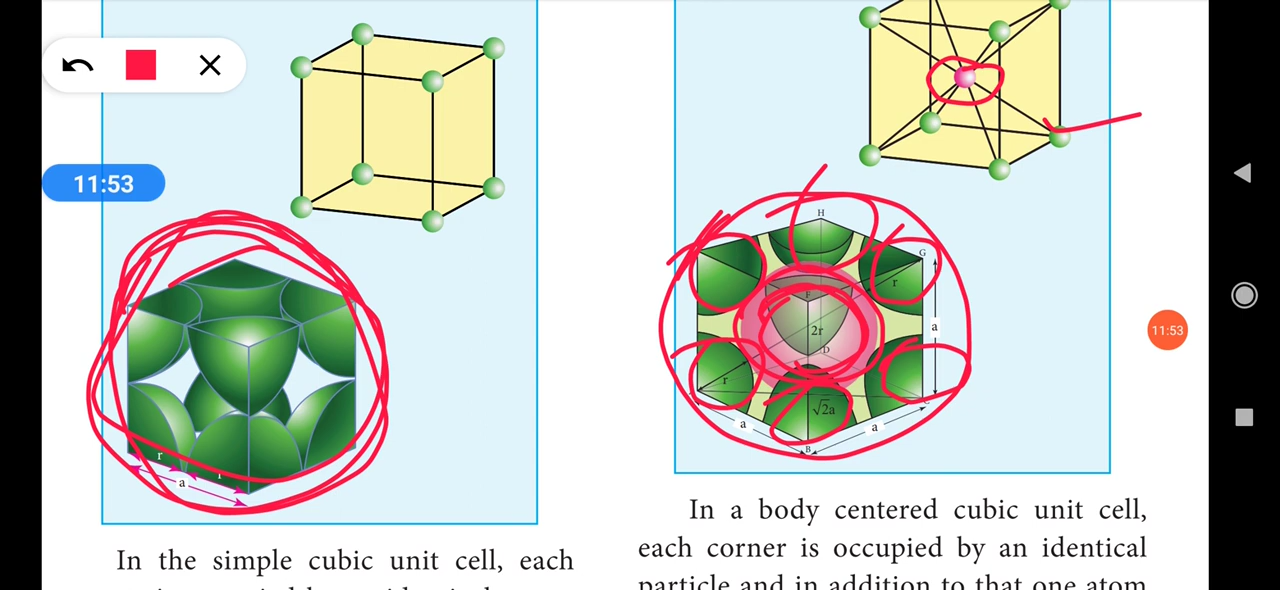 11:53
11:53
r
r
a
H
G
r
F
2r
D
a
r
√2a
C
a
a
B
In the simple cubic unit cell, each
In a body centered cubic unit cell,
each corner is occupied by an identical
particle and in addition to that one atom